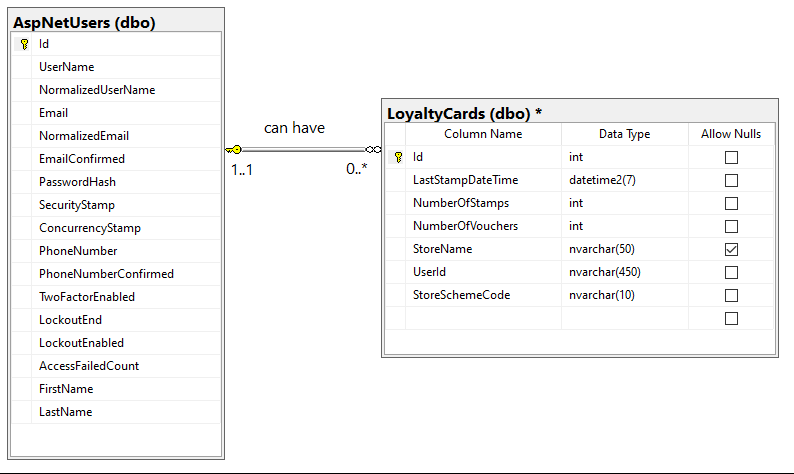 AspNetUsers (dbo)
Id
UserName
NormalizedUserName
Email
NormalizedEmail
EmailConfirmed
PasswordHash
SecurityStamp
ConcurrencyStamp
PhoneNumber
PhoneNumberConfirmed
TwoFactorEnabled
LockoutEnd
LockoutEnabled
AccessFailedCount
FirstName
LastName
can have
1..1 0..*
LoyaltyCards (dbo) *
Column Name Data Type Allow Nulls
Id int
LastStampDateTime datetime2(7)
NumberOfStamps int
NumberOfVouchers int
StoreName nvarchar(50)
UserId nvarchar(450)
StoreSchemeCode nvarchar(10)